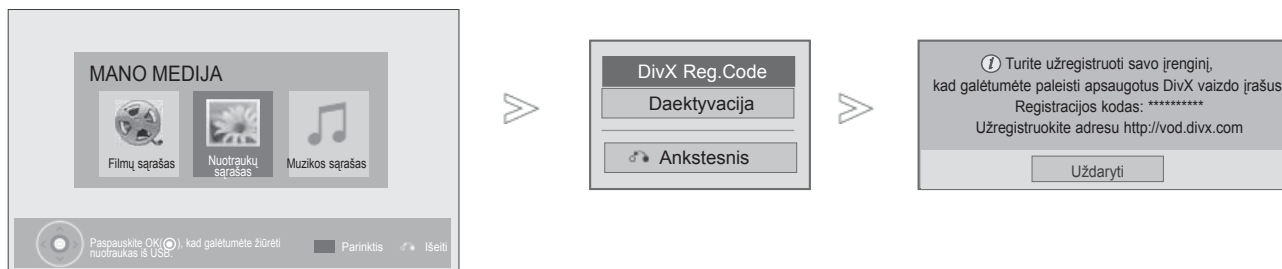 MANO MEDIJA
Filmų sąrašas
Nuotraukų
sąrašas
Muzikos sąrašas
Paspauskite OK(◉), kad galėtumėte žiūrėti
nuotraukas iš USB.
Parinktis
Išeiti
DivX Reg.Code
Daektyvacija
Ankstesnis
Turite užregistruoti savo įrenginį,
kad galėtumėte paleisti apsaugotus DivX vaizdo įrašus
Registracijos kodas: **********
Užregistruokite adresu http://vod.divx.com
Uždaryti